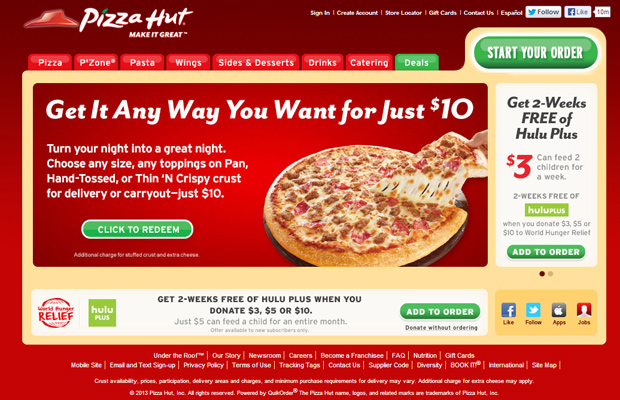 Pizza Hut
MAKE IT GREAT™
Sign In | Create Account | Store Locator | Gift Cards | Contact Us | Español
Follow
Like
10m
START YOUR ORDER
Pizza
P'Zone®
Pasta
Wings
Sides & Desserts
Drinks
Catering
Deals
Get It Any Way You Want for Just $10
Turn your night into a great night.
Choose any size, any toppings on Pan,
Hand-Tossed, or Thin 'N Crispy crust
for delivery or carryout—just $10.
CLICK TO REDEEM
Additional charge for stuffed crust and extra cheese.
Get 2-Weeks
FREE of
Hulu Plus
$3 Can feed 2
children for
a week.
2-WEEKS FREE OF
huluPLUS
when you donate $3, $5 or
$10 to World Hunger Relief
ADD TO ORDER
World Hunger
RELIEF
hulu
PLUS
GET 2-WEEKS FREE OF HULU PLUS WHEN YOU
DONATE $3, $5 OR $10.
Just $5 can feed a child for an entire month.
Offer available to new subscribers only.
ADD TO ORDER
Donate without ordering
Like
Follow
Apps
Jobs
Under the Roof™ | Our Story | Newsroom | Careers | Become a Franchisee | FAQ | Nutrition | Gift Cards
Mobile Site | Email and Text Sign-up | Privacy Policy | Terms of Use | Tracking Tags | Contact Us | Supplier Code | Diversity | BOOK IT!® | International | Site Map |
Crust availability, prices, participation, delivery areas and charges, and minimum purchase requirements for delivery may vary. Additional charge for extra cheese may apply.
© 2013 Pizza Hut, Inc. All rights reserved. Powered by QuikOrder® The Pizza Hut name, logos, and related marks are trademarks of Pizza Hut, Inc.